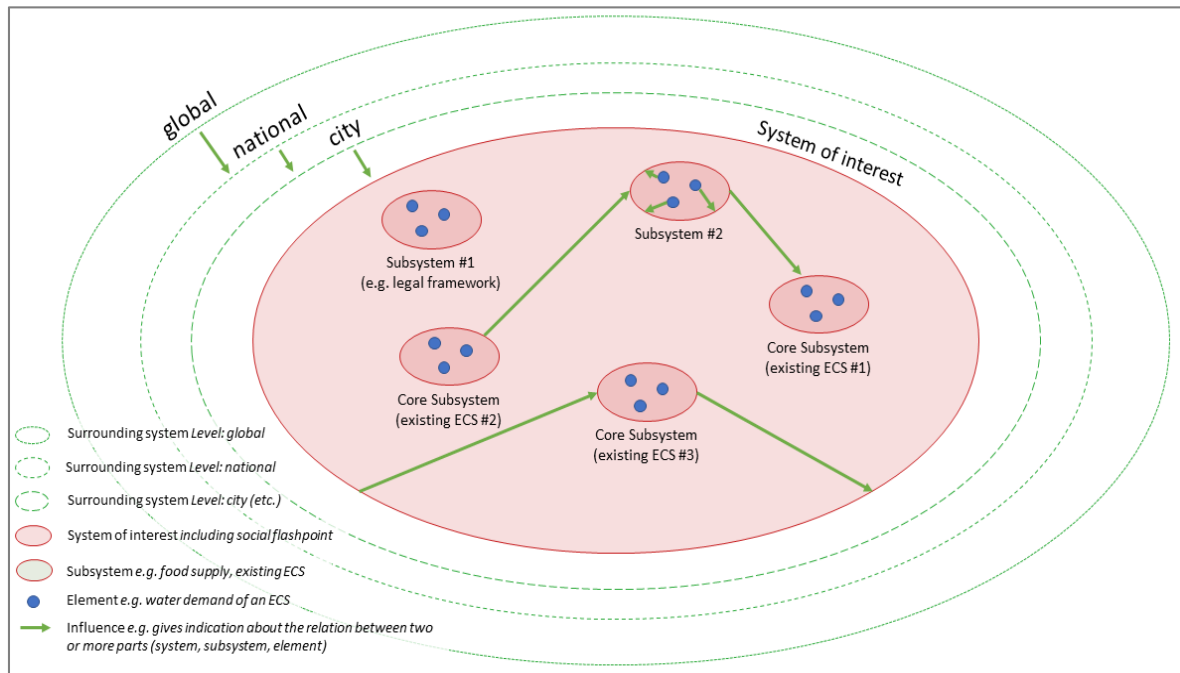 global
national
city
System of interest
Subsystem #2
Subsystem #1
(e.g. legal framework)
Core Subsystem
(existing ECS #1)
Core Subsystem
(existing ECS #2)
Core Subsystem
(existing ECS #3)
Surrounding system Level: global
Surrounding system Level: national
Surrounding system Level: city (etc.)
System of interest including social flashpoint
Subsystem e.g. food supply, existing ECS
Element e.g. water demand of an ECS
Influence e.g. gives indication about the relation between two
or more parts (system, subsystem, element)